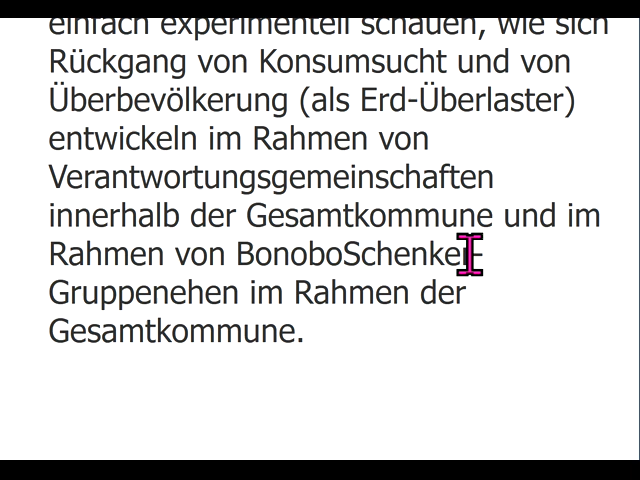 einfach experimentell schauen, wie sich
Rückgang von Konsumsucht und von
Überbevölkerung (als Erd-Überlaster)
entwickeln im Rahmen von
Verantwortungsgemeinschaften
innerhalb der Gesamtkommune und im
Rahmen von BonoboSchenker-
Gruppenehen im Rahmen der
Gesamtkommune.